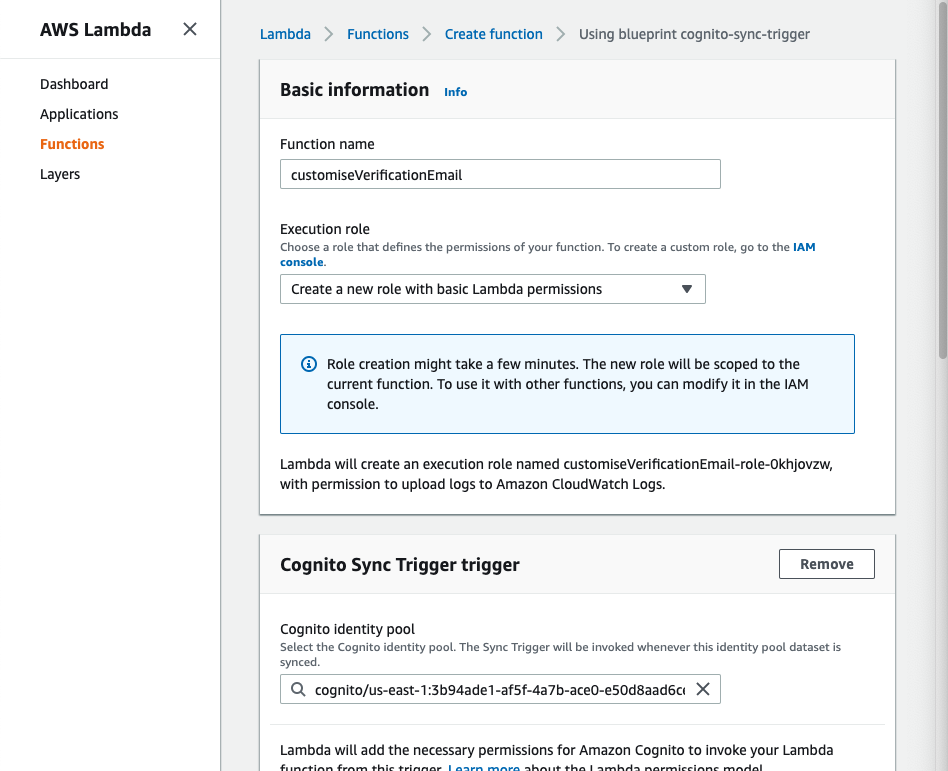 AWS Lambda
Dashboard
Applications
Functions
Layers
Lambda Functions Create function Using blueprint cognito-sync-trigger
Basic information Info
Function name
customiseVerificationEmail
Execution role
Choose a role that defines the permissions of your function. To create a custom role, go to the IAM
console.
Create a new role with basic Lambda permissions
Role creation might take a few minutes. The new role will be scoped to the
current function. To use it with other functions, you can modify it in the IAM
console.
Lambda will create an execution role named customiseVerificationEmail-role-0khjovzw,
with permission to upload logs to Amazon CloudWatch Logs.
Cognito Sync Trigger trigger
Remove
Cognito identity pool
Select the Cognito identity pool. The Sync Trigger will be invoked whenever this identity pool dataset is
synced.
cognito/us-east-1:3b94ade1-af5f-4a7b-ace0-e50d8aad6c
Lambda will add the necessary permissions for Amazon Cognito to invoke your Lambda
function from this trigger. Learn more about the Lambda permissions model.